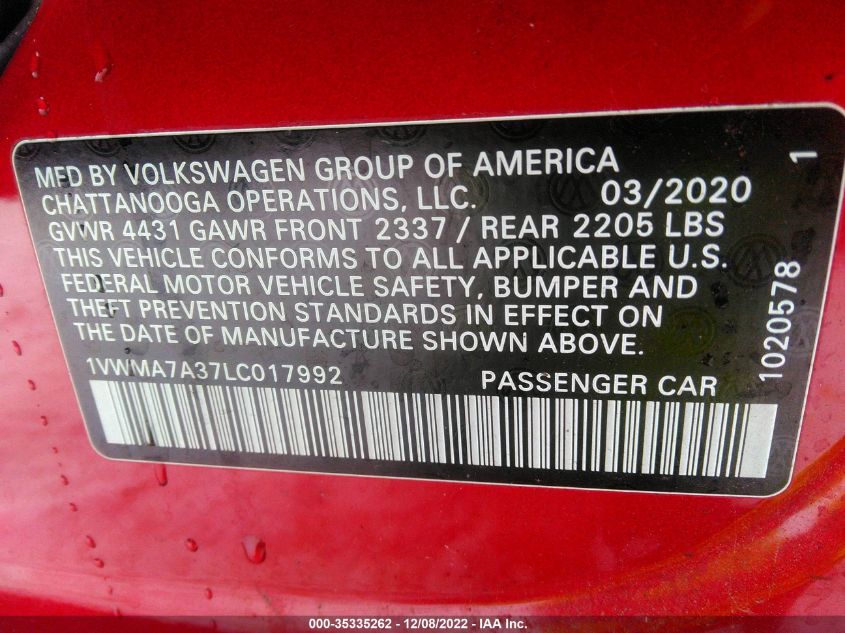 MFD BY VOLKSWAGEN GROUP OF AMERICA
CHATTANOOGA OPERATIONS, LLC. 03/2020
GVWR 4431 GAWR FRONT 2337/ REAR 2205 LBS
THIS VEHICLE CONFORMS TO ALL APPLICABLE U.S.
FEDERAL MOTOR VEHICLE SAFETY, BUMPER AND
THEFT PREVENTION STANDARDS IN EFFECT ON
THE DATE OF MANUFACTURE SHOWN ABOVE.
1VWMA7A37LC017992 PASSENGER CAR
1020578 1
000-35335262 - 12/08/2022 - IAA Inc.